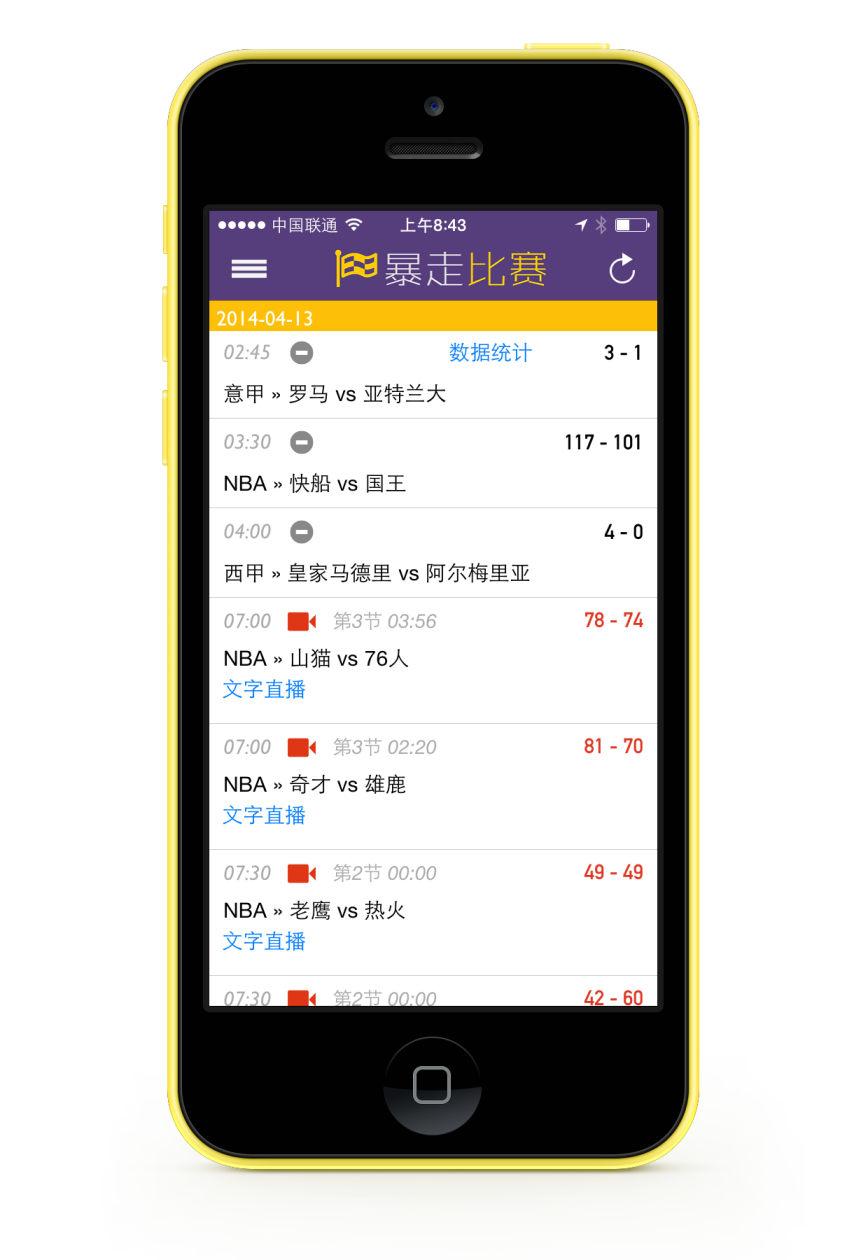 中国联通 上午8:43
暴走比赛
2014-04-13
02:45 数据统计 3 - 1
意甲 » 罗马 vs 亚特兰大
03:30 117 - 101
NBA » 快船 vs 国王
04:00 4 - 0
西甲 » 皇家马德里 vs 阿尔梅里亚
07:00 第3节 03:56 78 - 74
NBA » 山猫 vs 76人
文字直播
07:00 第3节 02:20 81 - 70
NBA » 奇才 vs 雄鹿
文字直播
07:30 第2节 00:00 49 - 49
NBA » 老鹰 vs 热火
文字直播
07:30 第2节 00:00 42 - 60